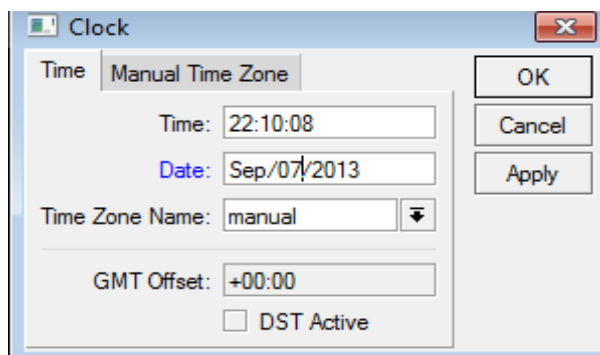 Clock
Time Manual Time Zone
OK
Time: 22:10:08
Cancel
Date: Sep/07/2013
Apply
Time Zone Name: manual
GMT Offset: +00:00
DST Active